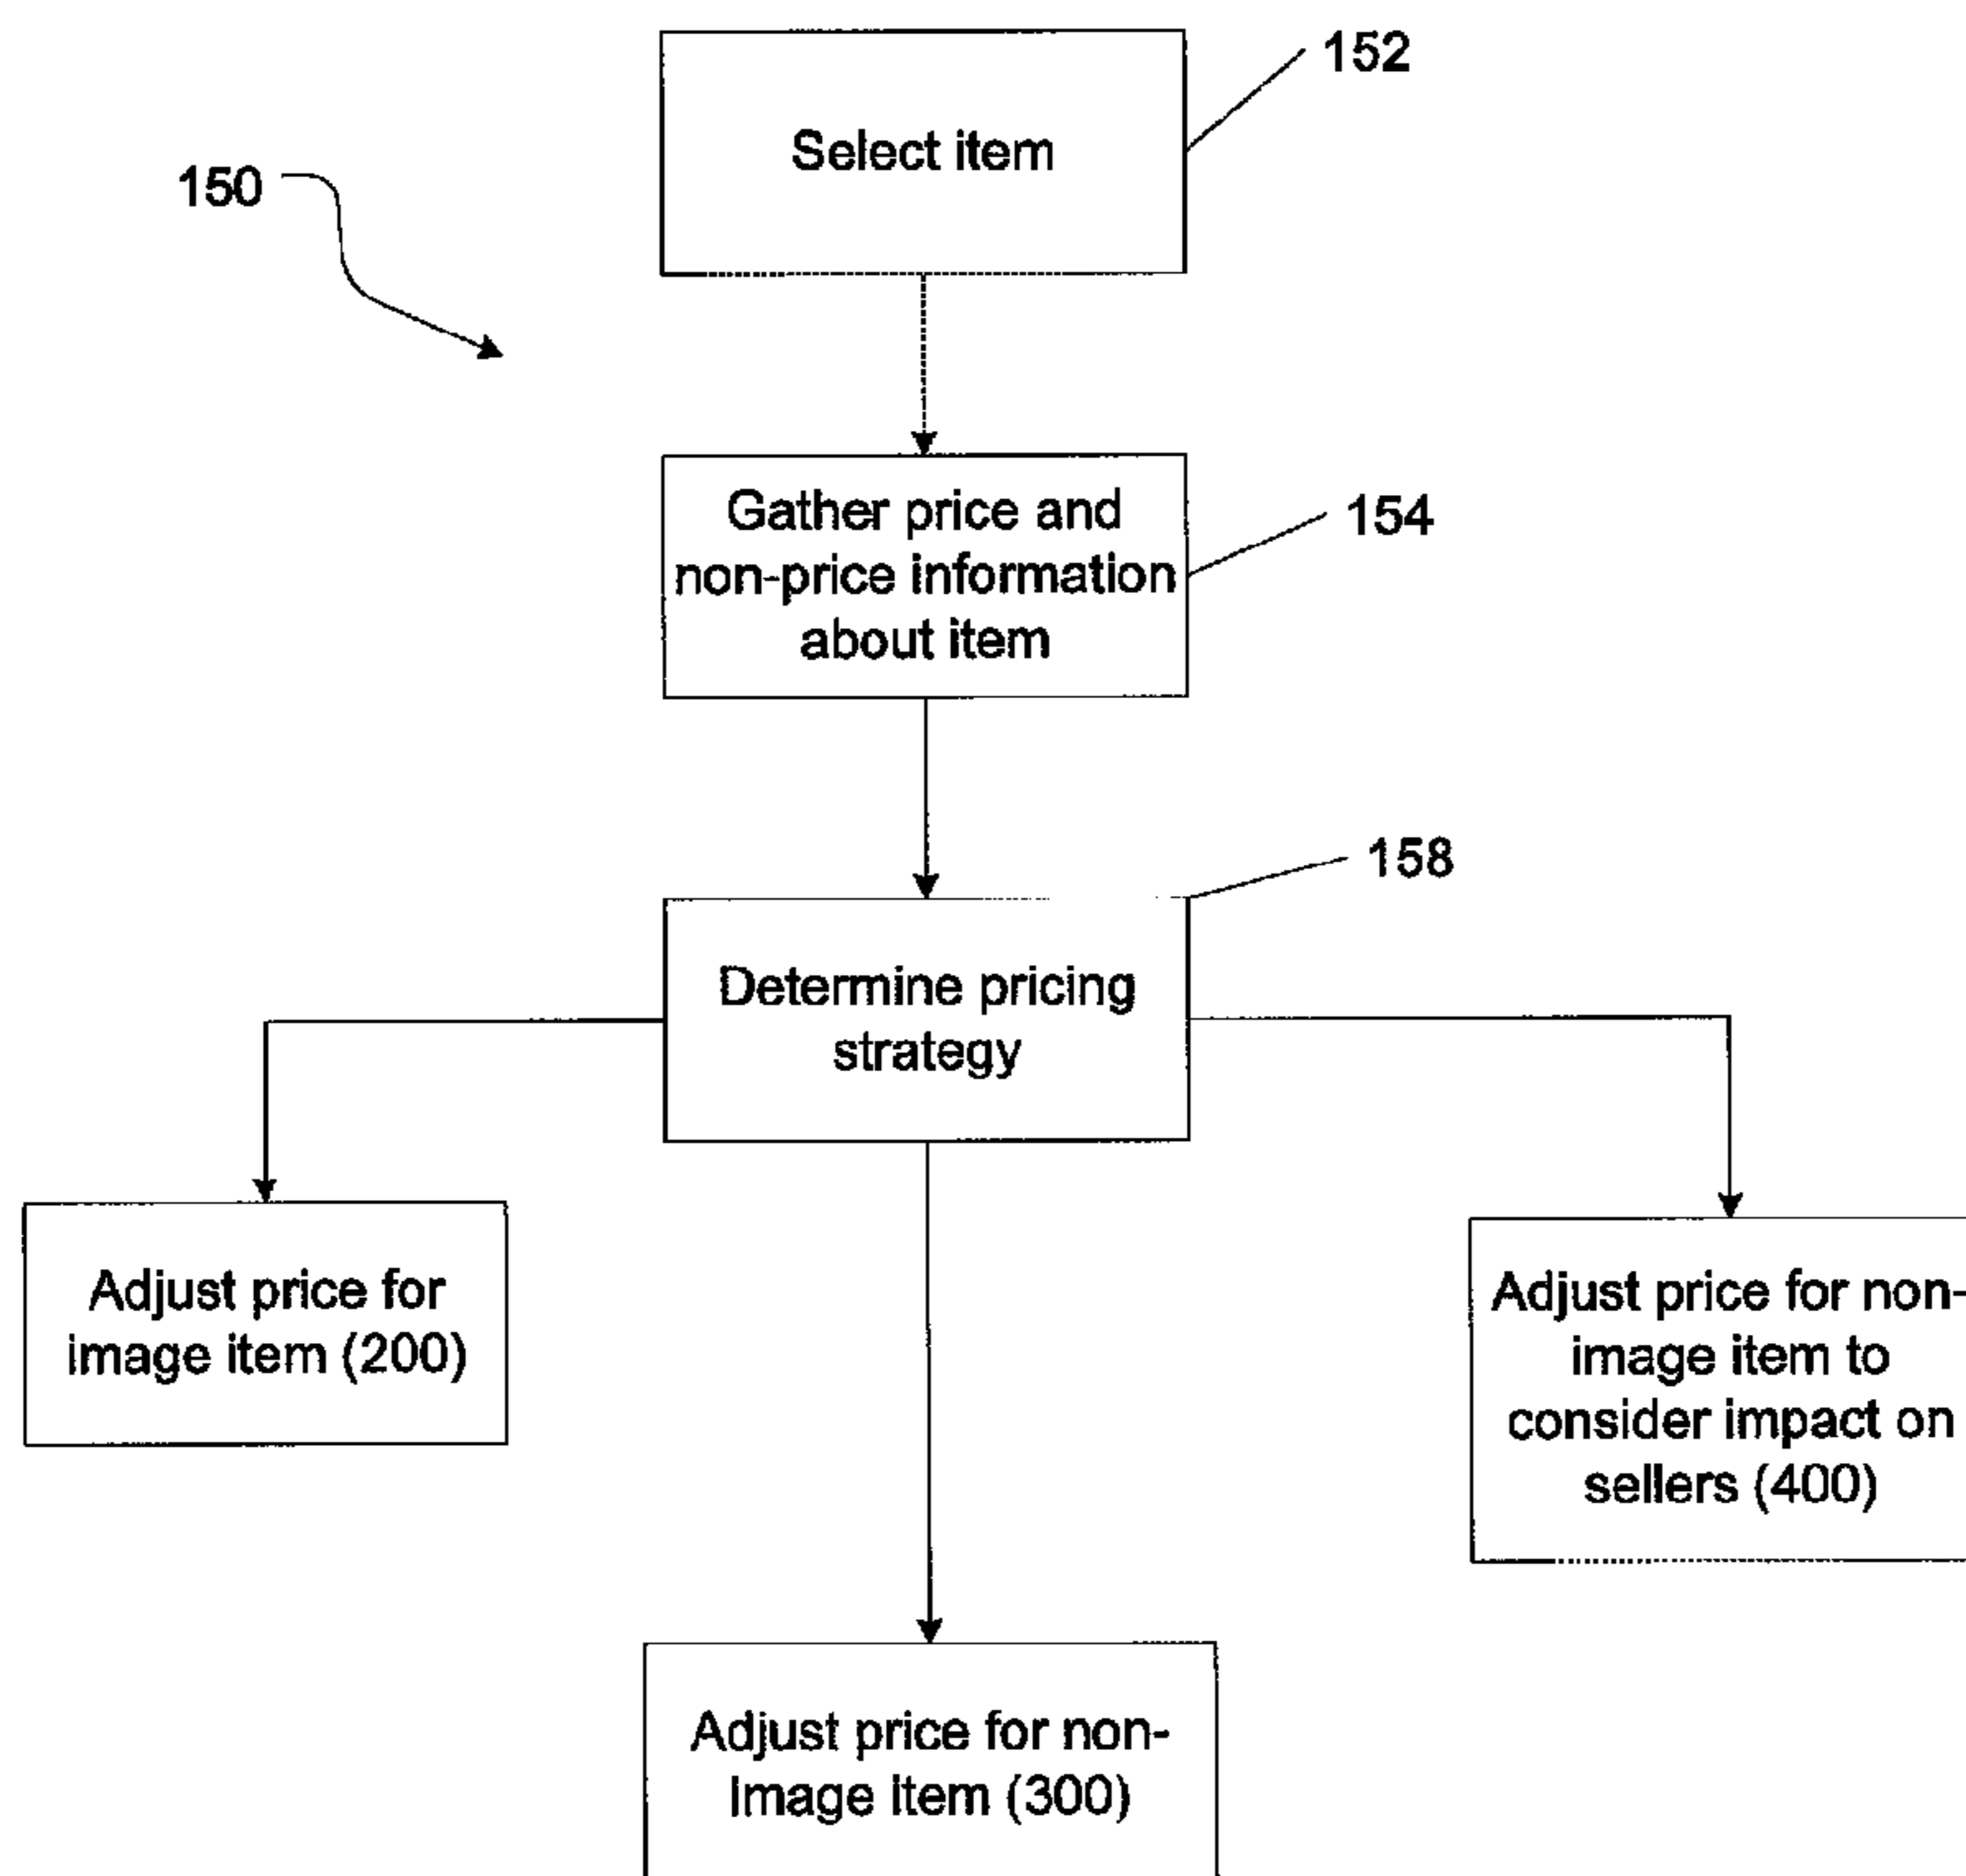 Select item
152
150
Gather price and
non-price information
about item
154
158
Determine pricing
strategy
Adjust price for
image item (200)
Adjust price for non-
image item to
consider impact on
sellers (400)
Adjust price for non-
Image item (300)